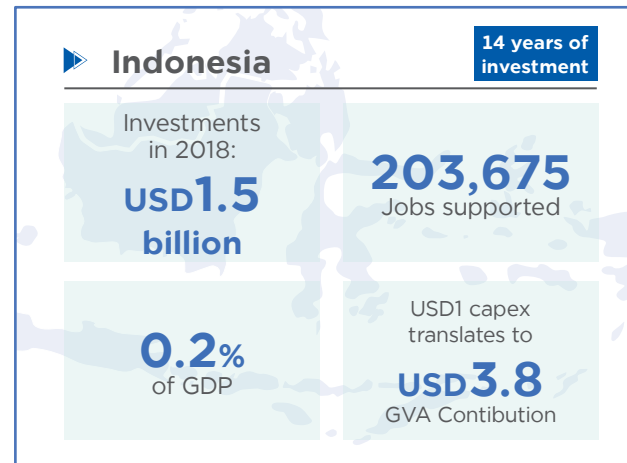 Indonesia
14 years of
investment
Investments
in 2018:
USD1.5
billion
203,675
Jobs supported
0.2%
of GDP
USD1 capex
translates to
USD3.8
GVA Contibution